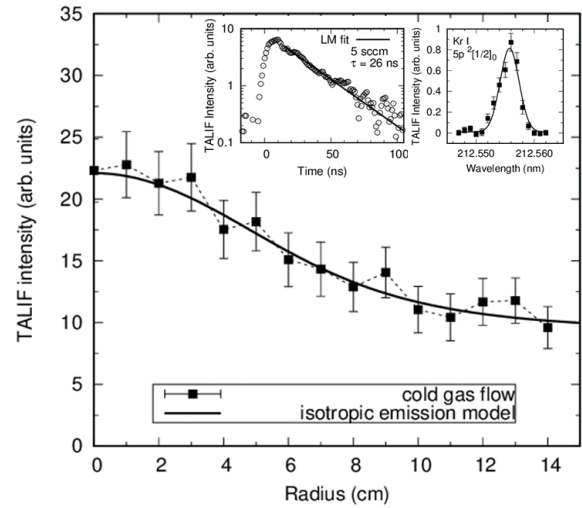 35
30
25
20
15
10
5
0
TALIF intensity (arb. units)
0 2 4 6 8 10 12 14
Radius (cm)
cold gas flow
isotropic emission model
10
1
0.1
TALIF Intensity (arb. units)
LM fit
5 sccm
τ = 26 ns
0 50 100
Time (ns)
1
0.8
0.6
0.4
0.2
0
TALIF Intensity (arb. units)
Kr I
5p ²[1/2]₀
212.550 212.560
Wavelength (nm)